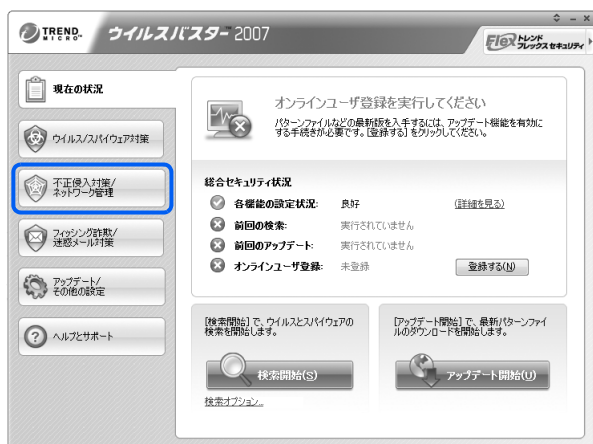 TREND MICRO ウイルスバスター™ 2007
Flex トレンド フレックス セキュリティ
現在の状況
ウイルス/スパイウェア対策
不正侵入対策/
ネットワーク管理
フィッシング詐欺/
迷惑メール対策
アップデート/
その他の設定
ヘルプとサポート
オンラインユーザ登録を実行してください
パターンファイルなどの最新版を入手するには、アップデート機能を有効に
する手続きが必要です。[登録する] をクリックしてください。
総合セキュリティ状況
各機能の設定状況: 良好 (詳細を見る)
前回の検索: 実行されていません
前回のアップデート: 実行されていません
オンラインユーザ登録: 未登録 登録する(N)
[検索開始] で、ウイルスとスパイウェアの
検索を開始します。
検索開始(S)
検索オプション...
[アップデート開始] で、最新パターンファイ
ルのダウンロードを開始します。
アップデート開始(U)